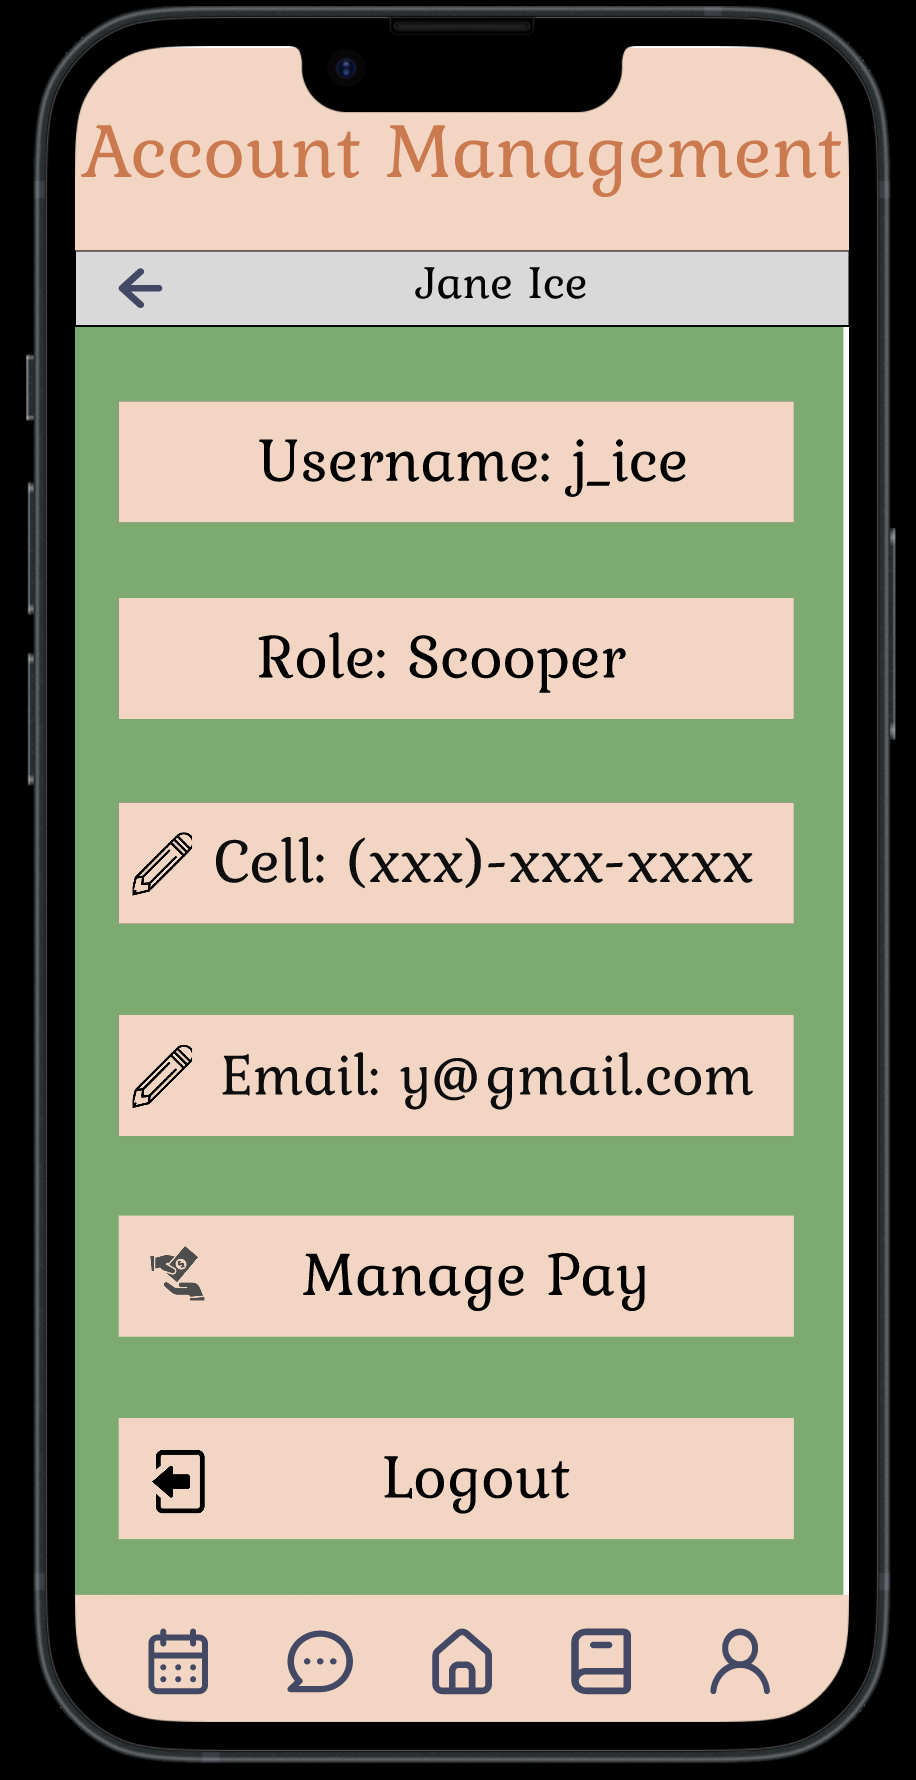 Account Management
Jane Ice
Username: j_ice
Role: Scooper
Cell: (xxx)-xxx-xxxx
Email: y@gmail.com
Manage Pay
Logout